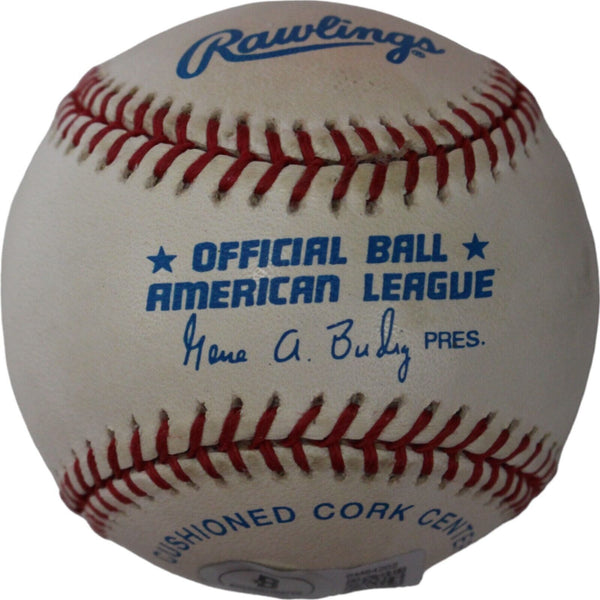 Rawlings®
★ OFFICIAL BALL ★
AMERICAN LEAGUE
Gene A. Budig PRES.
CUSHIONED CORK CENTER
B